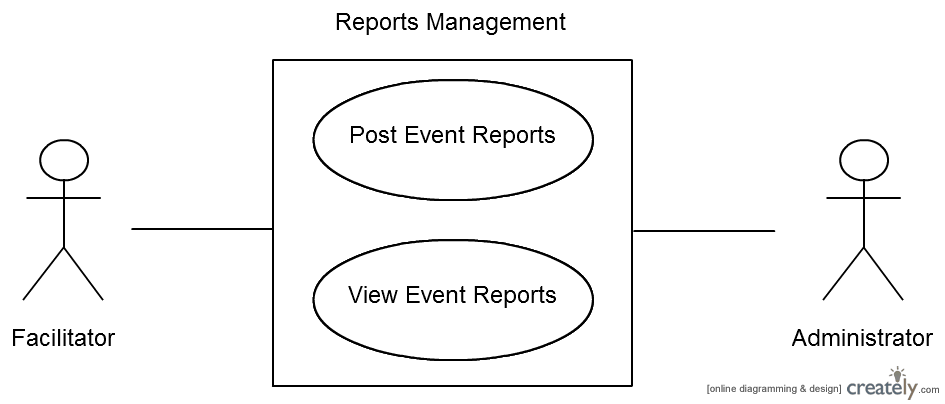 Reports Management
Post Event Reports
View Event Reports
Facilitator
Administrator
[online diagramming & design] creately.com